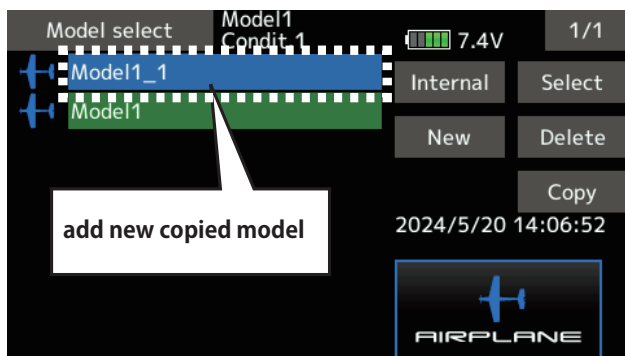 Model select
Model1
Condit.1
7.4V
1/1
Model1_1
Internal
Select
Model1
New
Delete
add new copied model
Copy
2024/5/20 14:06:52
AIRPLANE